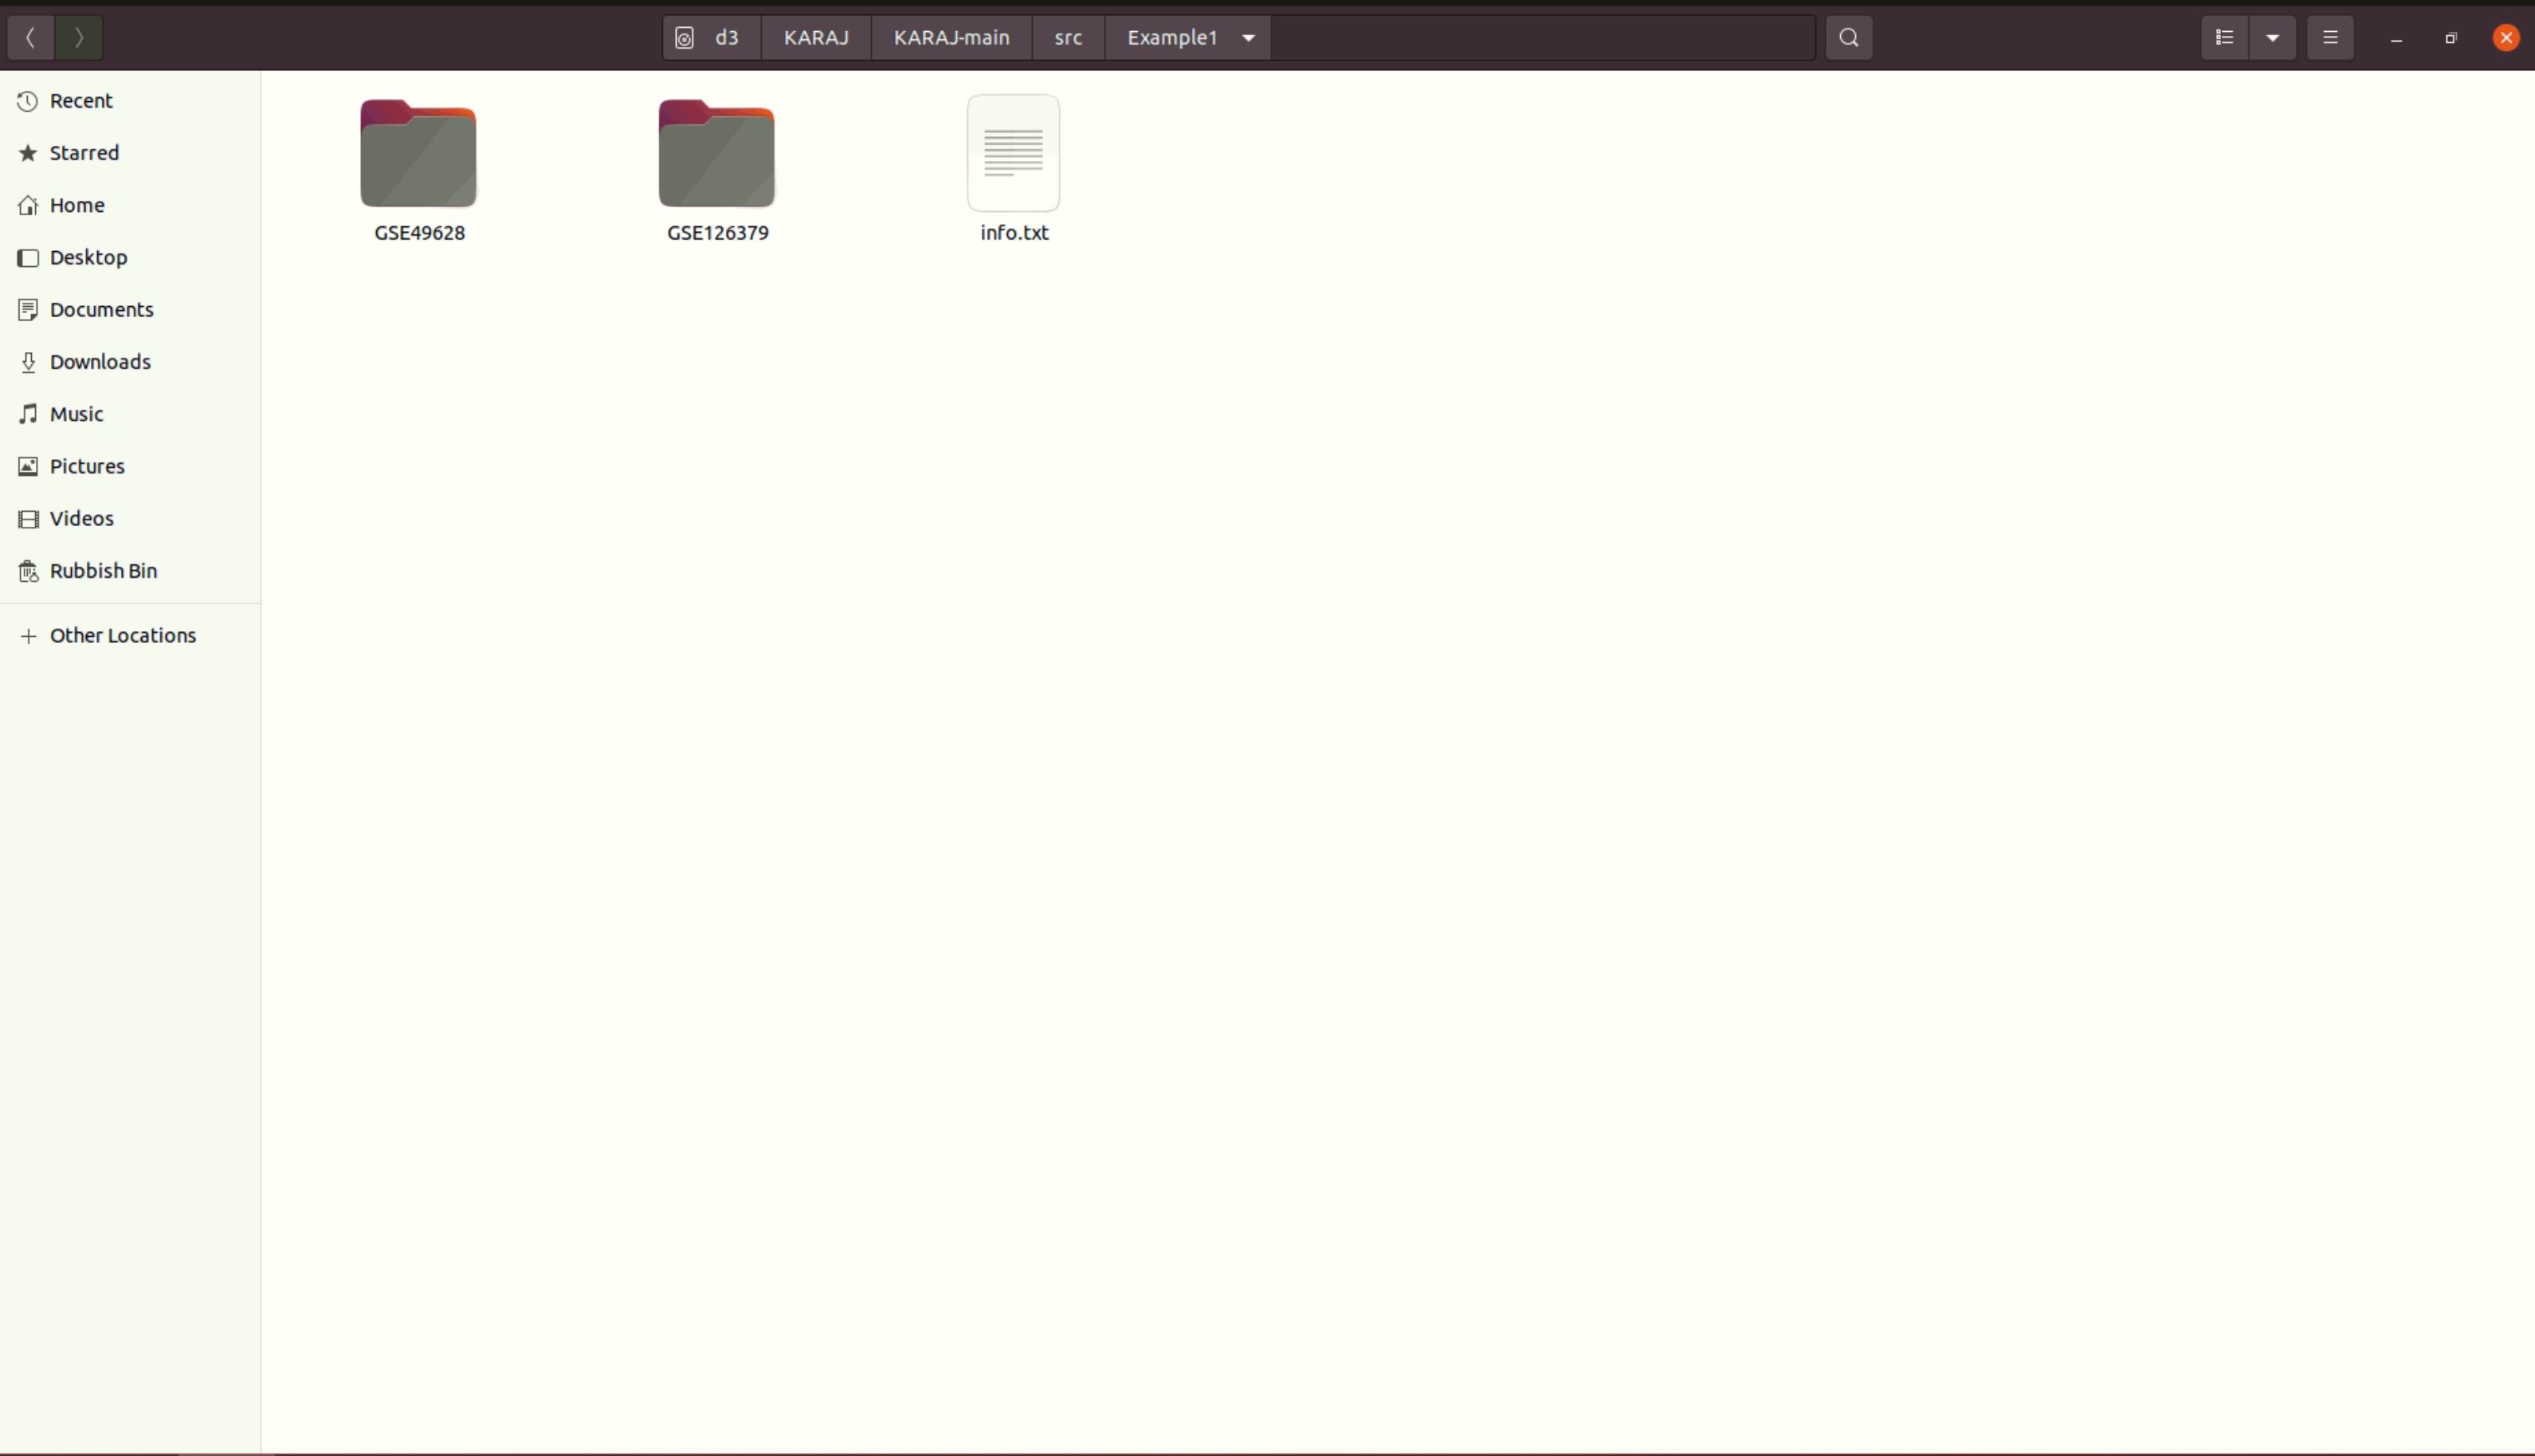 d3 KARAJ KARAJ-main src Example1
Recent
Starred
Home
Desktop
Documents
Downloads
Music
Pictures
Videos
Rubbish Bin
Other Locations
GSE49628 GSE126379 info.txt